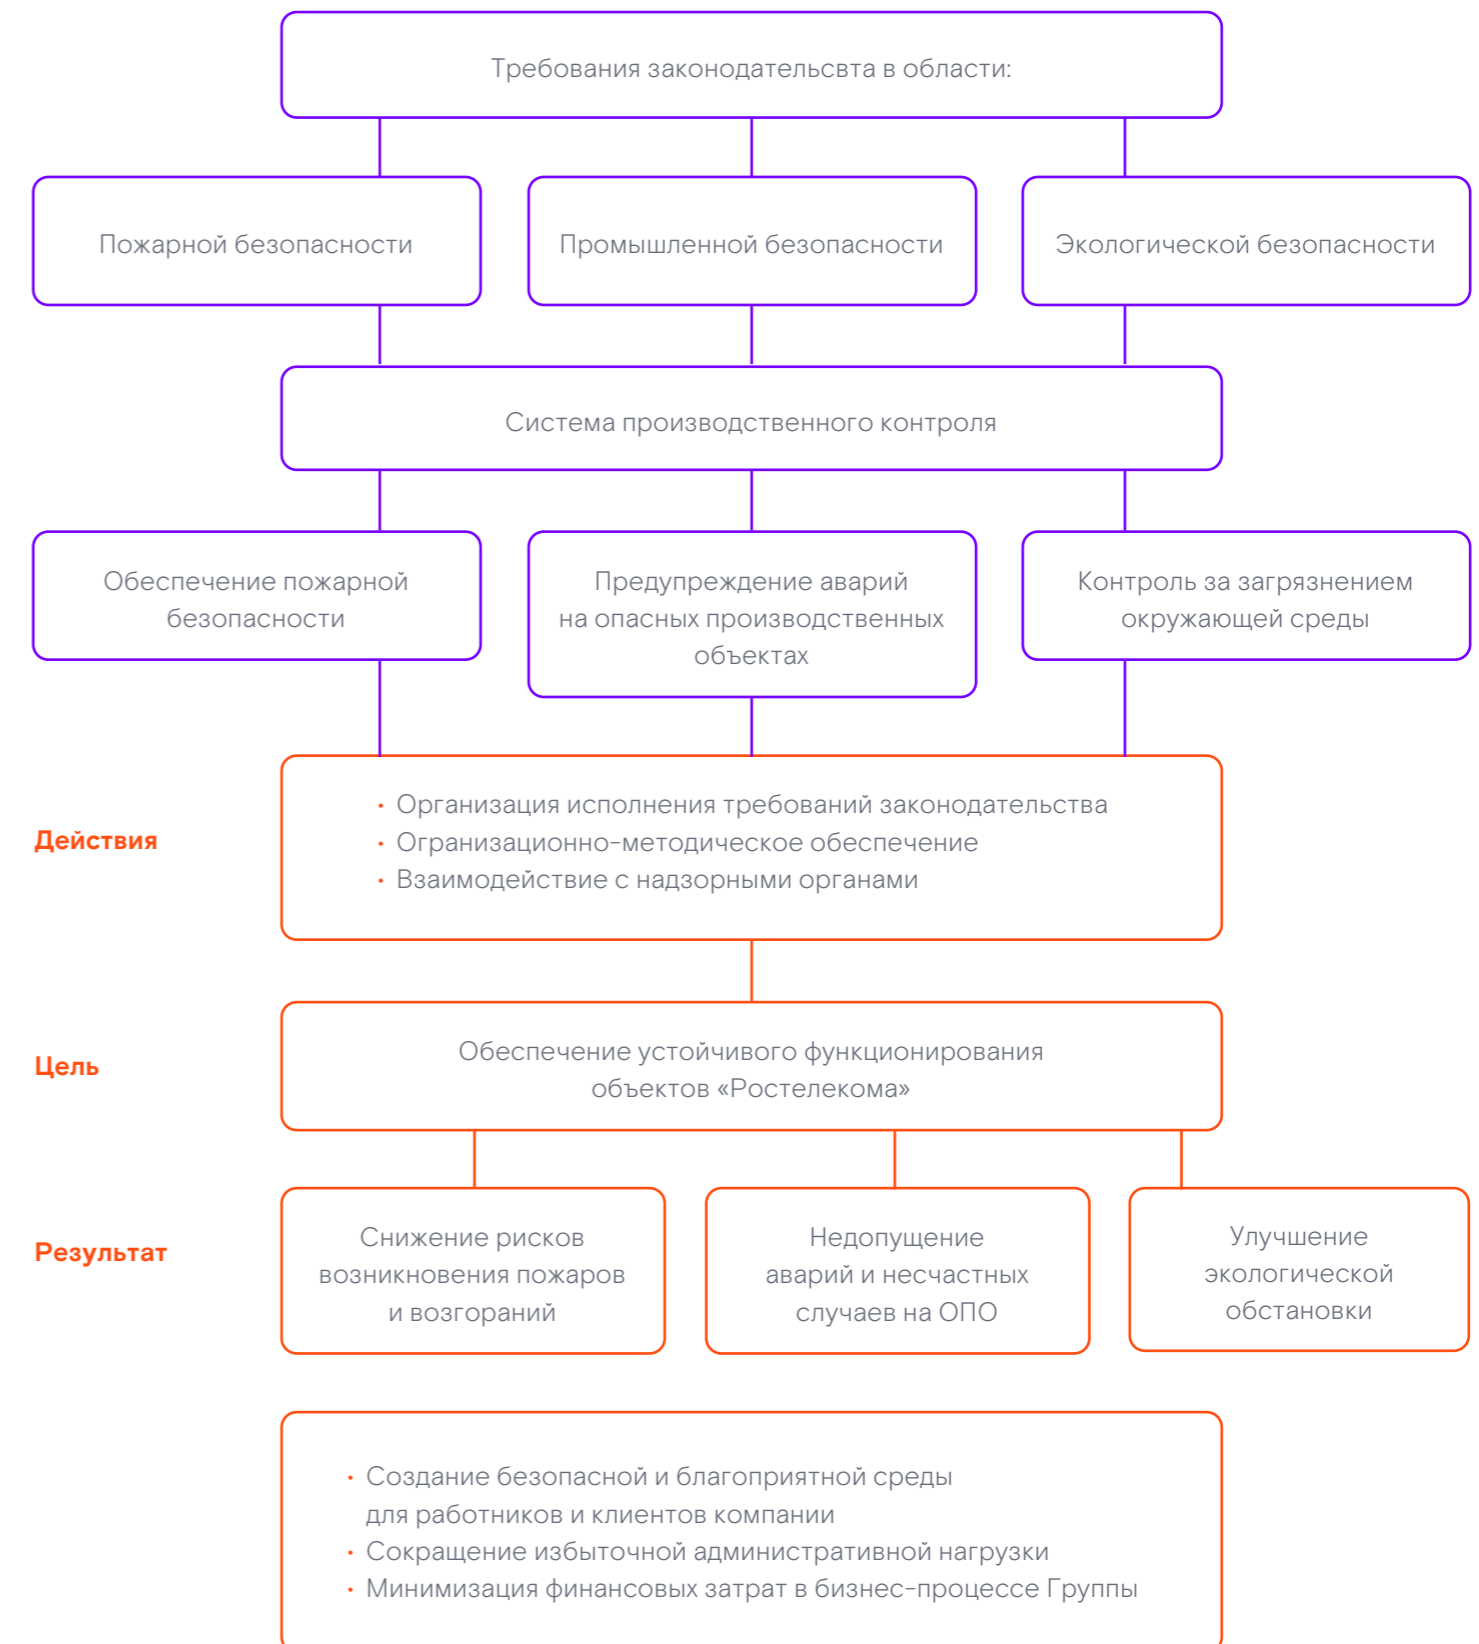 Требования законодательсвта в области:
Пожарной безопасности
Промышленной безопасности
Экологической безопасности
Система производственного контроля
Обеспечение пожарной
безопасности
Предупреждение аварий
на опасных производственных
объектах
Контроль за загрязнением
окружающей среды
Действия
• Организация исполнения требований законодательства
• Огранизационно-методическое обеспечение
• Взаимодействие с надзорными органами
Цель
Обеспечение устойчивого функционирования
объектов «Ростелекома»
Результат
Снижение рисков
возникновения пожаров
и возгораний
Недопущение
аварий и несчастных
случаев на ОПО
Улучшение
экологической
обстановки
• Создание безопасной и благоприятной среды
для работников и клиентов компании
• Сокращение избыточной административной нагрузки
• Минимизация финансовых затрат в бизнес-процессе Группы